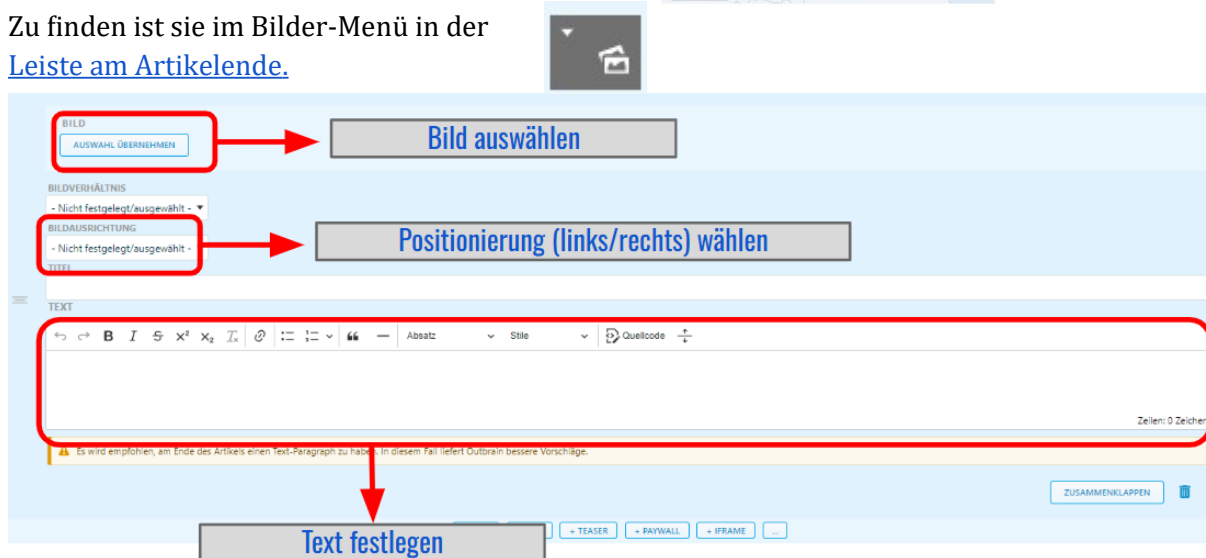 Zu finden ist sie im Bilder-Menü in der
Leiste am Artikelende.
BILD
AUSWAHL ÜBERNEHMEN
Bild auswählen
BILDVERHÄLTNIS
- Nicht festgelegt/ausgewählt -
BILDAUSRICHTUNG
- Nicht festgelegt/ausgewählt -
Positionierung (links/rechts) wählen
TITEL
TEXT
B I S x² x₂ Tx Absatz Stile Quellcode
Zeilen: 0 Zeichen
Es wird empfohlen, am Ende des Artikels einen Text-Paragraph zu haben. In diesem Fall liefert Outbrain bessere Vorschläge.
ZUSAMMENKLAPPEN
+ TEASER + PAYWALL + IFRAME ...
Text festlegen